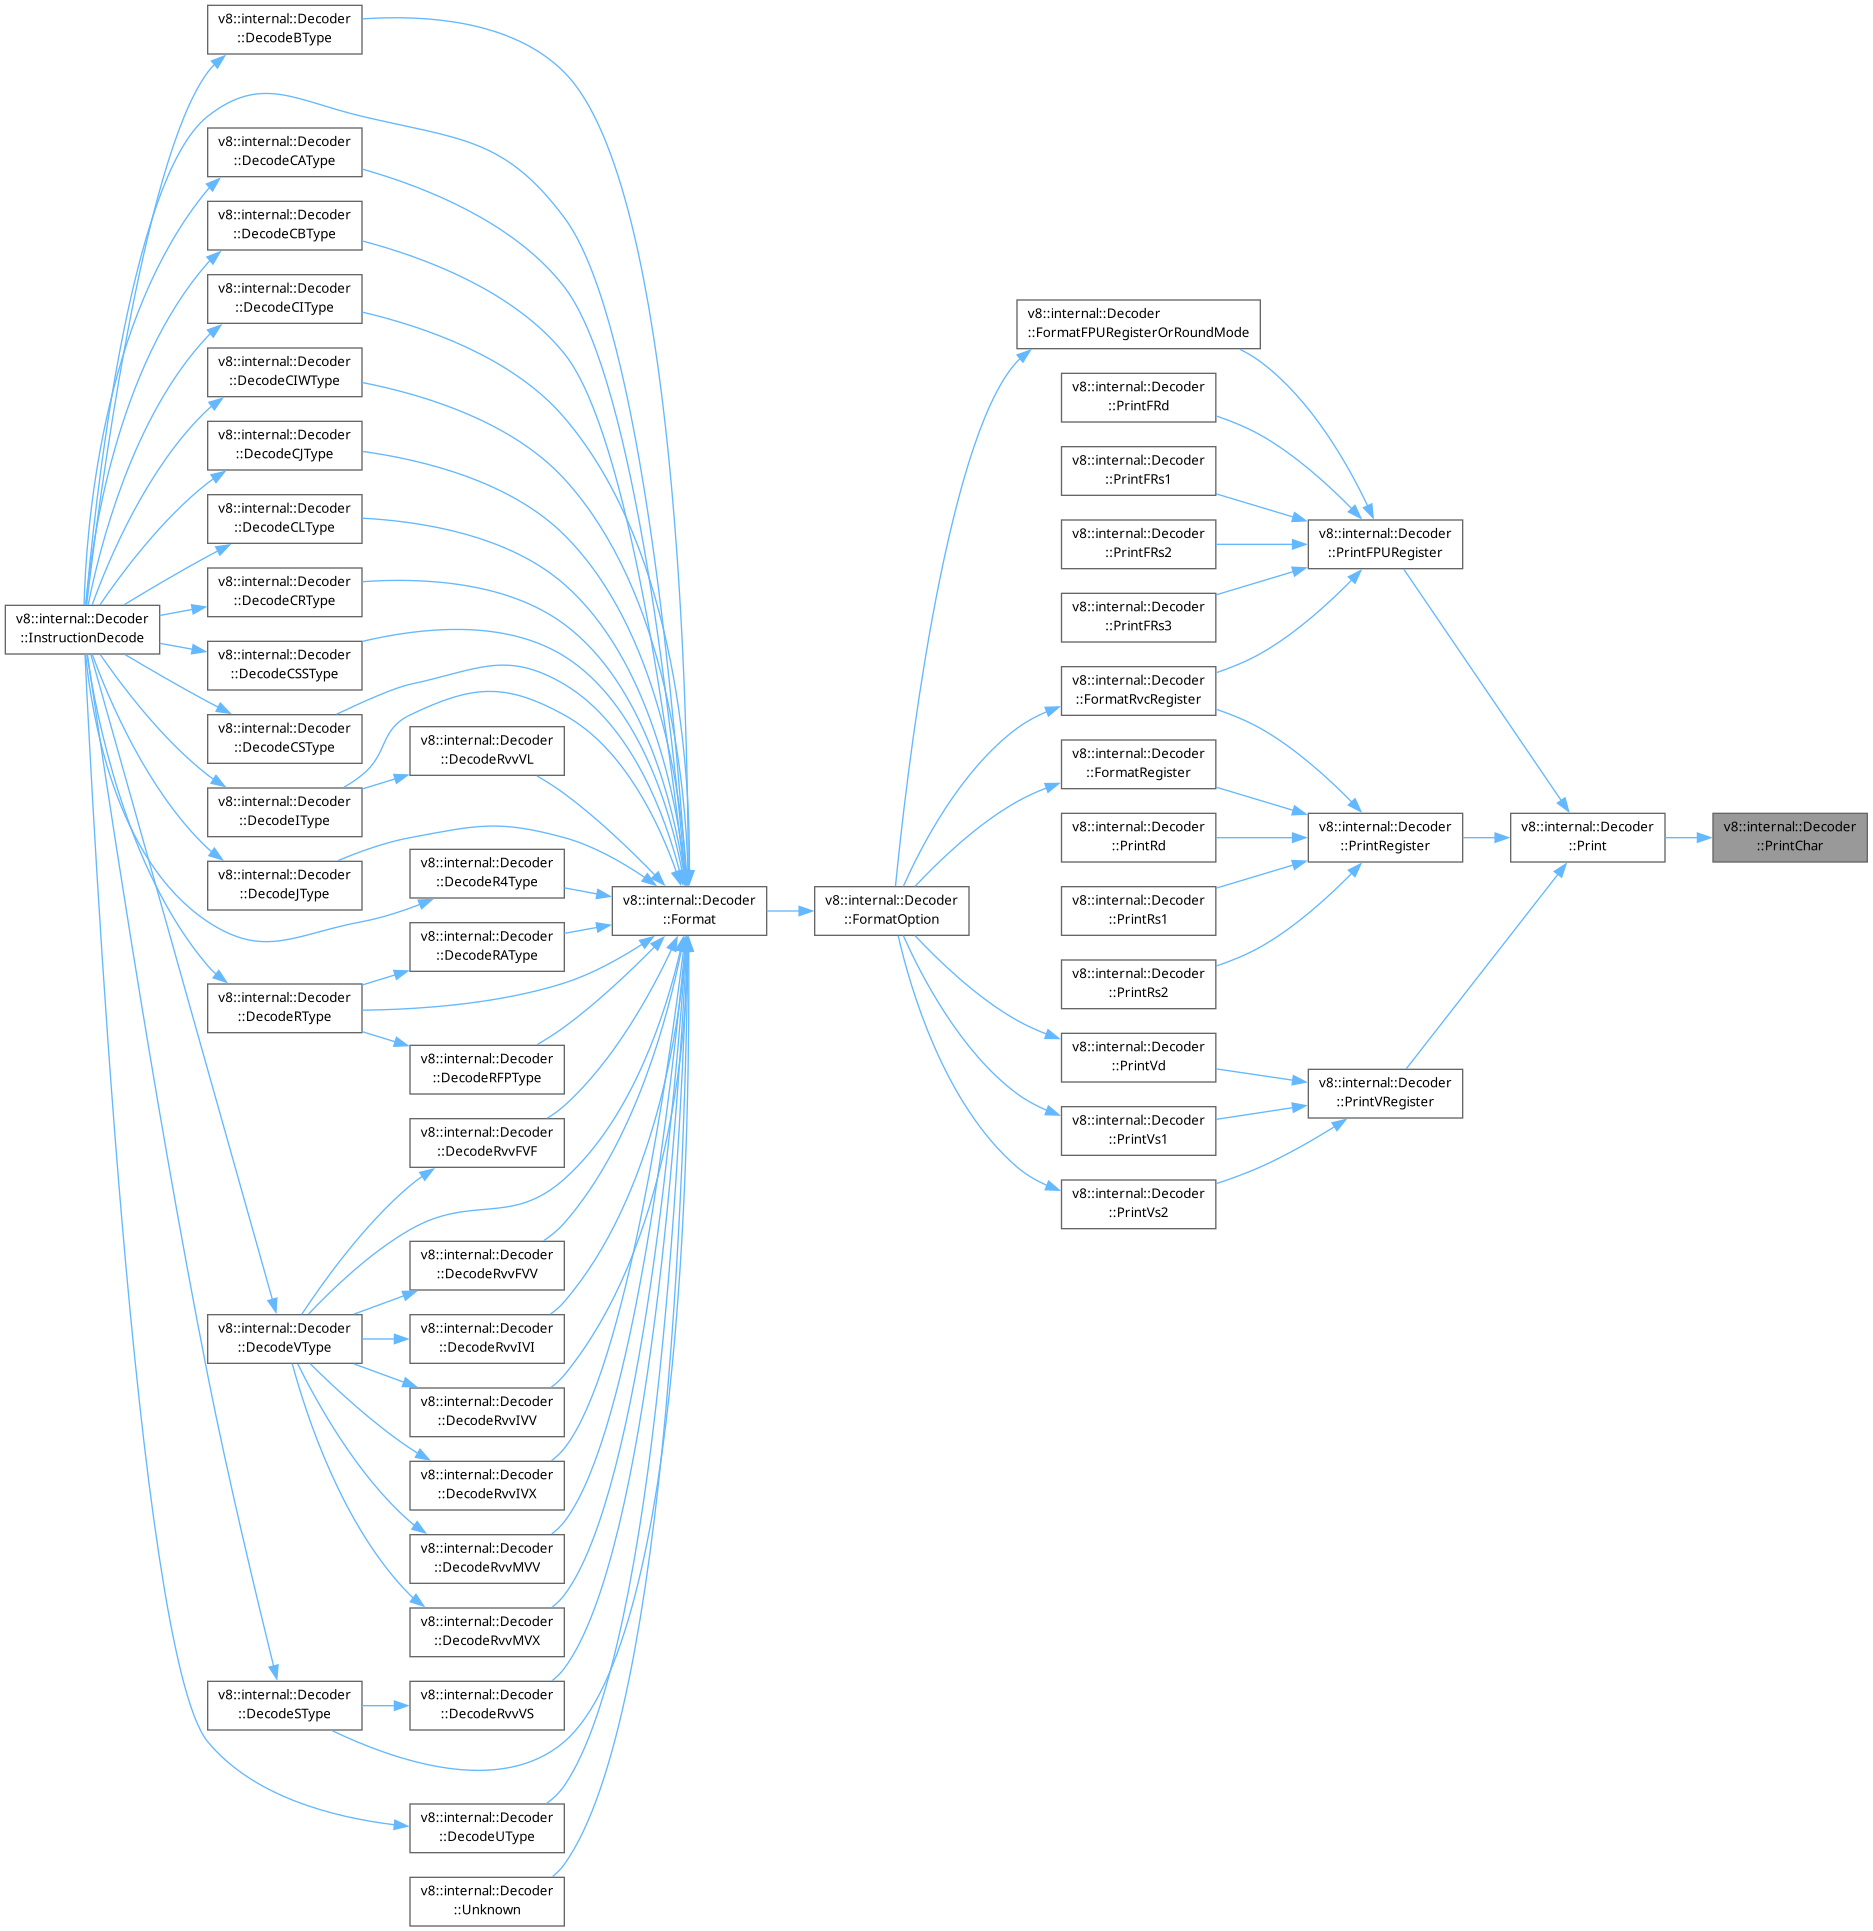 v8::internal::Decoder
::DecodeBType
v8::internal::Decoder
::DecodeCAType
v8::internal::Decoder
::DecodeCBType
v8::internal::Decoder
::DecodeCIType
v8::internal::Decoder
::DecodeCIWType
v8::internal::Decoder
::DecodeCJType
v8::internal::Decoder
::DecodeCLType
v8::internal::Decoder
::DecodeCRType
v8::internal::Decoder
::InstructionDecode
v8::internal::Decoder
::DecodeCSSType
v8::internal::Decoder
::DecodeCSType
v8::internal::Decoder
::DecodeRvvVL
v8::internal::Decoder
::DecodeIType
v8::internal::Decoder
::DecodeJType
v8::internal::Decoder
::DecodeR4Type
v8::internal::Decoder
::DecodeRAType
v8::internal::Decoder
::DecodeRType
v8::internal::Decoder
::DecodeRFPType
v8::internal::Decoder
::DecodeRvvFVF
v8::internal::Decoder
::DecodeRvvFVV
v8::internal::Decoder
::DecodeVType
v8::internal::Decoder
::DecodeRvvIVI
v8::internal::Decoder
::DecodeRvvIVV
v8::internal::Decoder
::DecodeRvvIVX
v8::internal::Decoder
::DecodeRvvMVV
v8::internal::Decoder
::DecodeRvvMVX
v8::internal::Decoder
::DecodeSType
v8::internal::Decoder
::DecodeRvvVS
v8::internal::Decoder
::DecodeUType
v8::internal::Decoder
::Unknown
v8::internal::Decoder
::Format
v8::internal::Decoder
::FormatOption
v8::internal::Decoder
::FormatFPURegisterOrRoundMode
v8::internal::Decoder
::PrintFRd
v8::internal::Decoder
::PrintFRs1
v8::internal::Decoder
::PrintFRs2
v8::internal::Decoder
::PrintFRs3
v8::internal::Decoder
::FormatRvcRegister
v8::internal::Decoder
::FormatRegister
v8::internal::Decoder
::PrintRd
v8::internal::Decoder
::PrintRs1
v8::internal::Decoder
::PrintRs2
v8::internal::Decoder
::PrintVd
v8::internal::Decoder
::PrintVs1
v8::internal::Decoder
::PrintVs2
v8::internal::Decoder
::PrintFPURegister
v8::internal::Decoder
::PrintRegister
v8::internal::Decoder
::PrintVRegister
v8::internal::Decoder
::Print
v8::internal::Decoder
::PrintChar